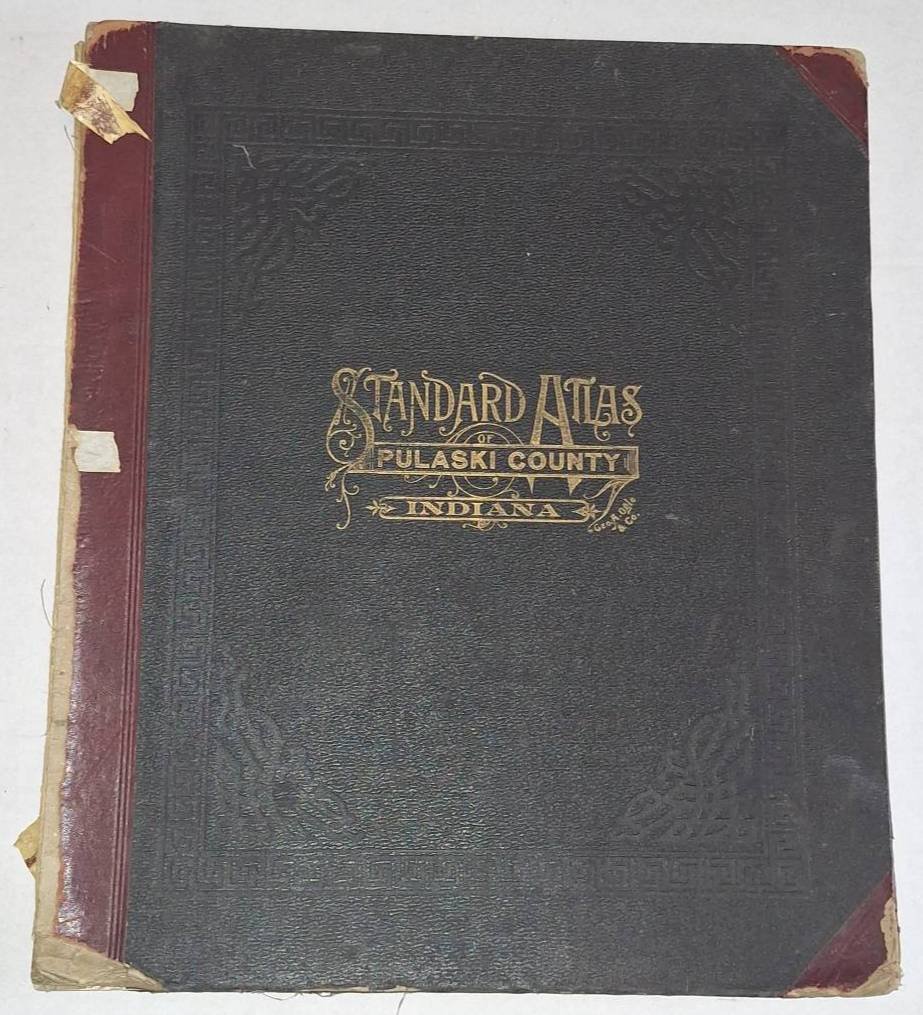 STANDARD ATLAS
OF
PULASKI COUNTY
INDIANA
Geo. A. Ogle
& Co.